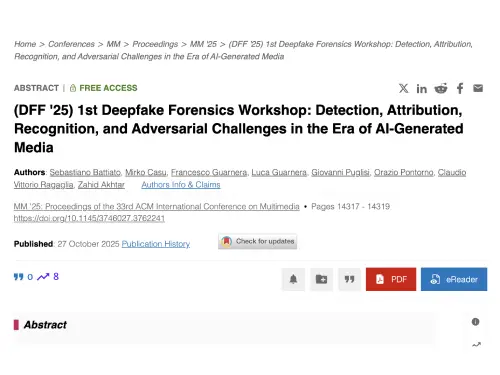 Home > Conferences > MM > Proceedings > MM '25 > (DFF '25) 1st Deepfake Forensics Workshop: Detection, Attribution,
Recognition, and Adversarial Challenges in the Era of AI-Generated Media
ABSTRACT | FREE ACCESS
(DFF '25) 1st Deepfake Forensics Workshop: Detection, Attribution,
Recognition, and Adversarial Challenges in the Era of AI-Generated
Media
Authors: Sebastiano Battiato, Mirko Casu, Francesco Guarnera, Luca Guarnera, Giovanni Puglisi, Orazio Pontorno, Claudio
Vittorio Ragaglia, Zahid Akhtar Authors Info & Claims
MM '25: Proceedings of the 33rd ACM International Conference on Multimedia • Pages 14317 - 14319
https://doi.org/10.1145/3746027.3762241
Published: 27 October 2025 Publication History Check for updates
0 8 PDF eReader
Abstract